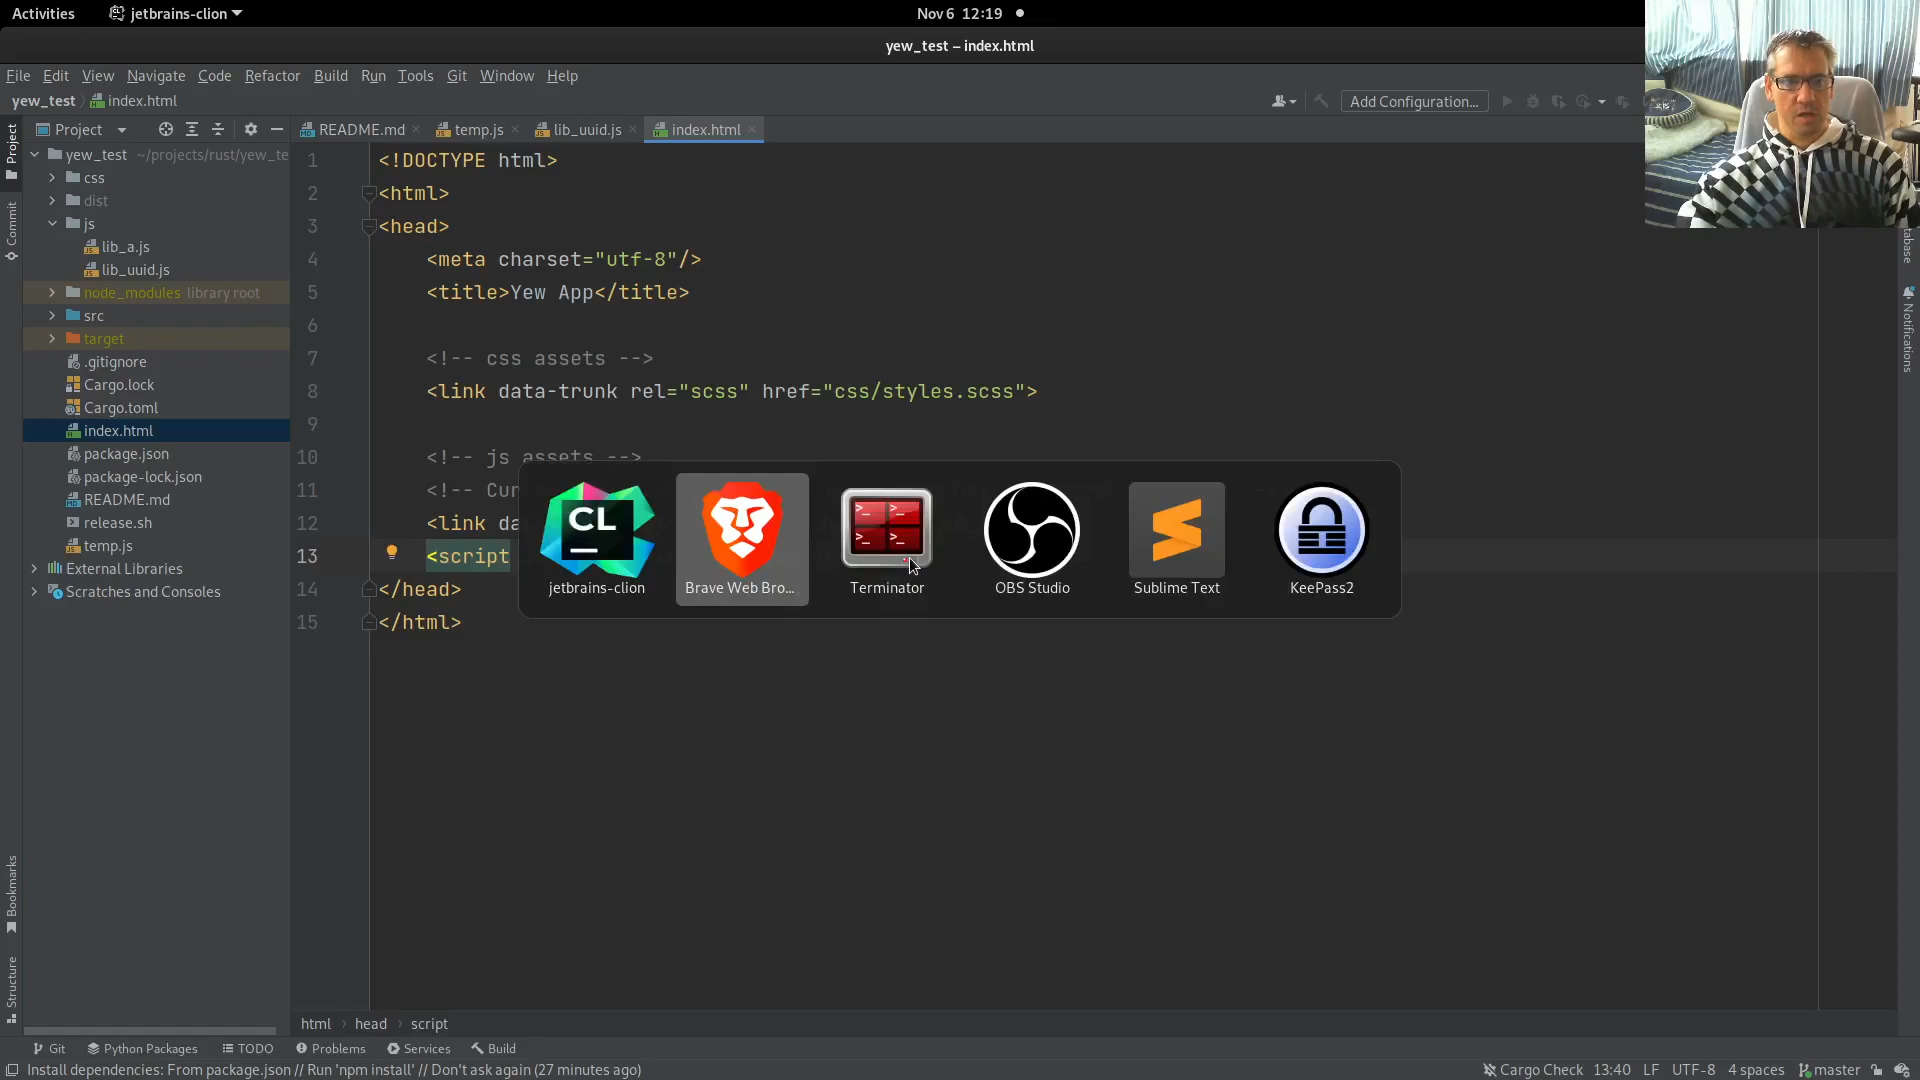 Activities
jetbrains-clion
Nov 6 12:19
yew_test – index.html
File Edit View Navigate Code Refactor Build Run Tools Git Window Help
yew_test
index.html
Add Configuration...
Project
README.md
temp.js
lib_uuid.js
index.html
Project
Commit
Bookmarks
Structure
yew_test ~/projects/rust/yew_te
css
dist
js
lib_a.js
lib_uuid.js
node_modules library root
src
target
.gitignore
Cargo.lock
Cargo.toml
index.html
package.json
package-lock.json
README.md
release.sh
temp.js
External Libraries
Scratches and Consoles
1 <!DOCTYPE html>
2 <html>
3 <head>
4 <meta charset="utf-8"/>
5 <title>Yew App</title>
6
7 <!-- css assets -->
8 <link data-trunk rel="scss" href="css/styles.scss">
9
10 <!-- js assets -->
11 <!-- Cur
12 <link da
13 <script
14 </head>
15 </html>
CL
jetbrains-clion
Brave Web Bro...
Terminator
OBS Studio
Sublime Text
KeePass2
tabase
Notifications
html
head
script
Git
Python Packages
TODO
Problems
Services
Build
Install dependencies: From package.json // Run 'npm install' // Don't ask again (27 minutes ago)
Cargo Check
13:40
LF
UTF-8
4 spaces
master